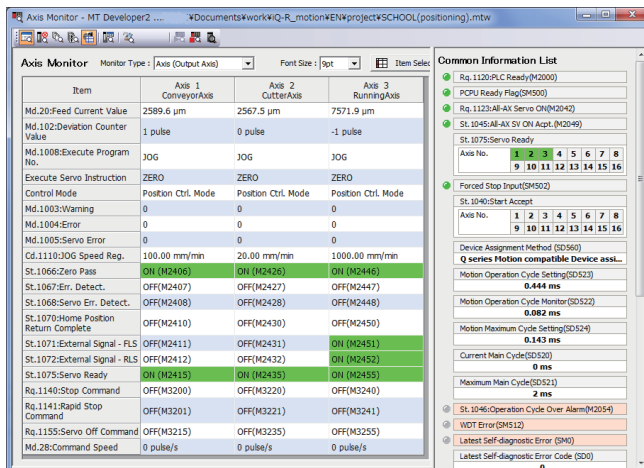 Axis Monitor - MT Developer2 .... :¥Documents¥work¥iQ-R_motion¥EN¥project¥SCHOOL(positioning).mtw
Axis Monitor Monitor Type : Axis (Output Axis) Font Size : 9pt Item Selec
Item Axis 1 ConveyorAxis Axis 2 CutterAxis Axis 3 RunningAxis
Md.20:Feed Current Value 2589.6 µm 2567.5 µm 7571.9 µm
Md.102:Deviation Counter Value 1 pulse 0 pulse -1 pulse
Md.1008:Execute Program No. JOG JOG JOG
Execute Servo Instruction ZERO ZERO ZERO
Control Mode Position Ctrl. Mode Position Ctrl. Mode Position Ctrl. Mode
Md.1003:Warning 0 0 0
Md.1004:Error 0 0 0
Md.1005:Servo Error 0 0 0
Cd.1110:JOG Speed Reg. 100.00 mm/min 20.00 mm/min 1000.00 mm/min
St.1066:Zero Pass ON (M2406) ON (M2426) ON (M2446)
St.1067:Err. Detect. OFF(M2407) OFF(M2427) OFF(M2447)
St.1068:Servo Err. Detect. OFF(M2408) OFF(M2428) OFF(M2448)
St.1070:Home Position Return Complete OFF(M2410) OFF(M2430) OFF(M2450)
St.1071:External Signal - FLS OFF(M2411) OFF(M2431) ON (M2451)
St.1072:External Signal - RLS OFF(M2412) OFF(M2432) ON (M2452)
St.1075:Servo Ready ON (M2415) ON (M2435) ON (M2455)
Rq.1140:Stop Command OFF(M3200) OFF(M3220) OFF(M3240)
Rq.1141:Rapid Stop Command OFF(M3201) OFF(M3221) OFF(M3241)
Rq.1155:Servo Off Command OFF(M3215) OFF(M3235) OFF(M3255)
Md.28:Command Speed 0 pulse/s 0 pulse/s 0 pulse/s
Common Information List
Rq.1120:PLC Ready(M2000)
PCPU Ready Flag(SM500)
Rq.1123:All-AX Servo ON(M2042)
St.1045:All-AX SV ON Acpt.(M2049)
St.1075:Servo Ready
Axis No. 1 2 3 4 5 6 7 8
9 10 11 12 13 14 15 16
Forced Stop Input(SM502)
St.1040:Start Accept
Axis No. 1 2 3 4 5 6 7 8
9 10 11 12 13 14 15 16
Device Assignment Method (SD560)
Q series Motion compatible Device assi...
Motion Operation Cycle Setting(SD523)
0.444 ms
Motion Operation Cycle Monitor(SD522)
0.082 ms
Motion Maximum Cycle Setting(SD524)
0.143 ms
Current Main Cycle(SD520)
0 ms
Maximum Main Cycle(SD521)
2 ms
St.1046:Operation Cycle Over Alarm(M2054)
WDT Error(SM512)
Latest Self-diagnostic Error (SM0)
Latest Self-diagnostic Error Code (SD0)
0